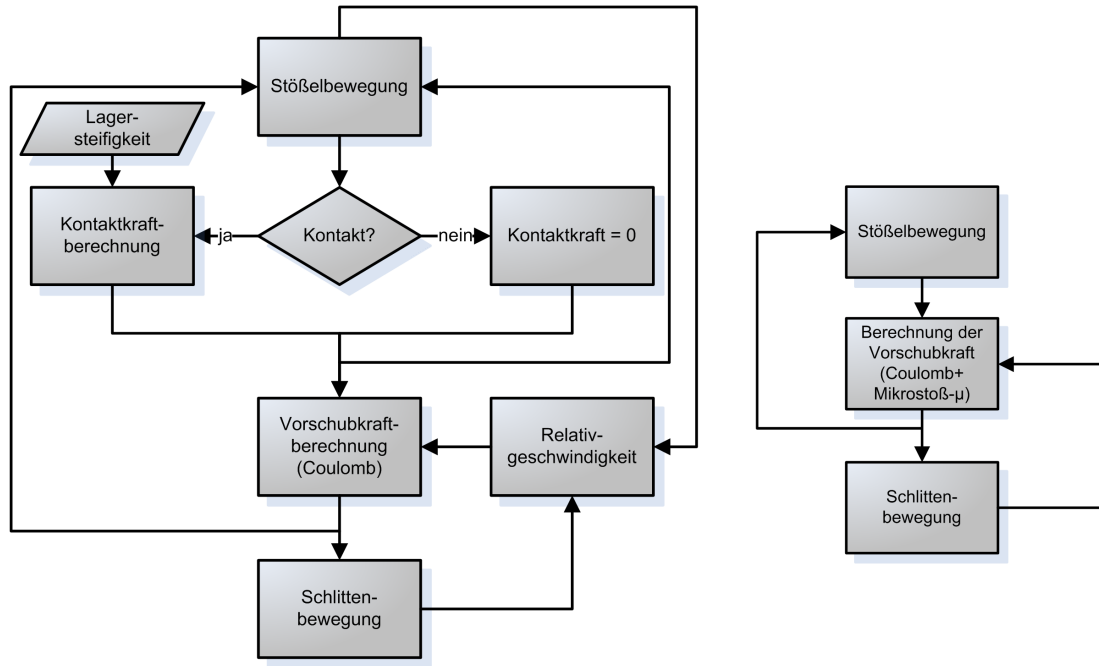 Stößelbewegung
Lager-
steifigkeit
Kontaktkraft-
berechnung
ja
Kontakt?
nein
Kontaktkraft = 0
Vorschubkraft-
berechnung
(Coulomb)
Relativ-
geschwindigkeit
Schlitten-
bewegung
Stößelbewegung
Berechnung der
Vorschubkraft
(Coulomb+
Mikrostoß-µ)
Schlitten-
bewegung